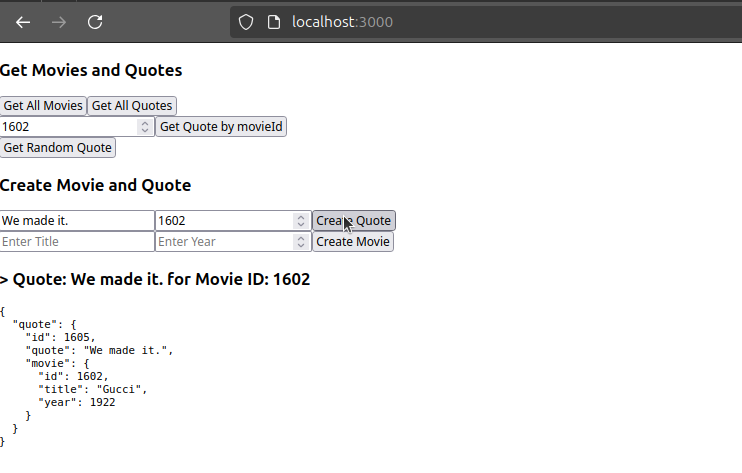 localhost:3000
Get Movies and Quotes
Get All Movies Get All Quotes
1602 Get Quote by movieId
Get Random Quote
Create Movie and Quote
We made it. 1602 Create Quote
Enter Title Enter Year Create Movie
> Quote: We made it. for Movie ID: 1602
{
  "quote": {
    "id": 1605,
    "quote": "We made it.",
    "movie": {
      "id": 1602,
      "title": "Gucci",
      "year": 1922
    }
  }
}